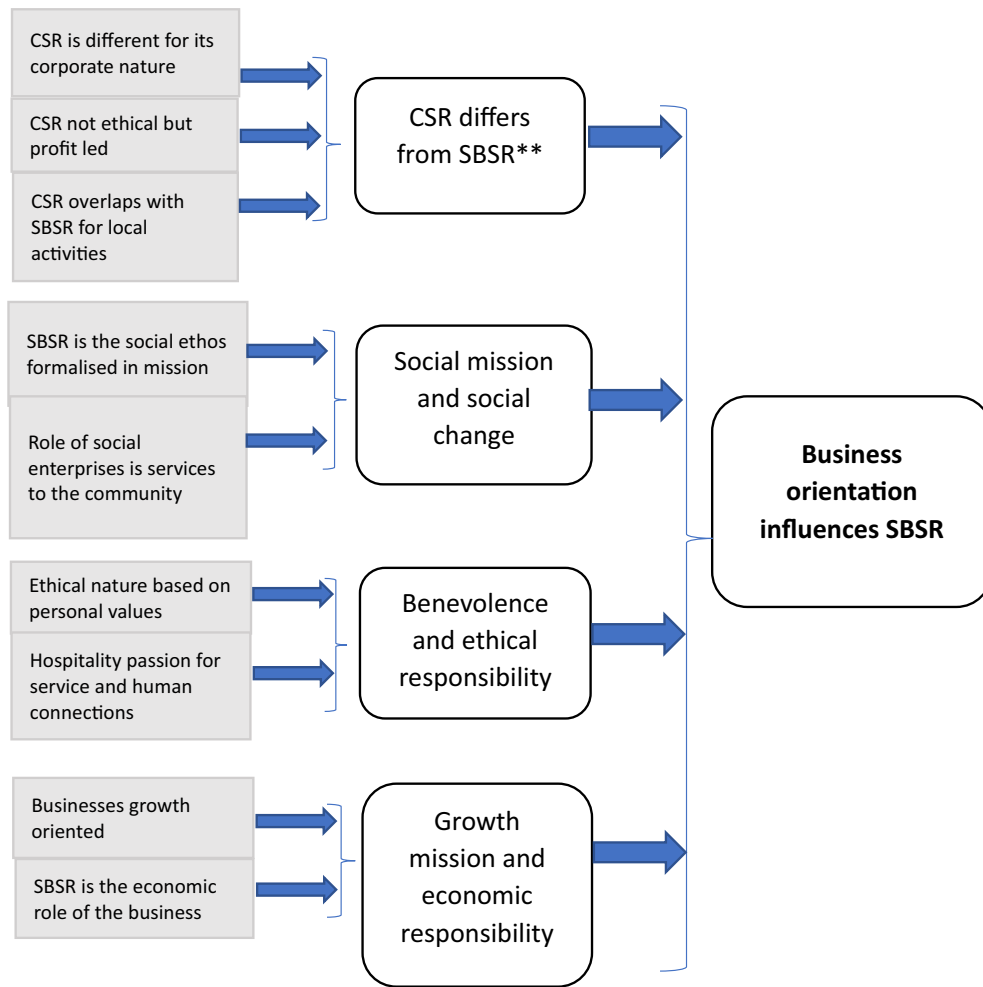 CSR is different for its
corporate nature
CSR not ethical but
profit led
CSR overlaps with
SBSR for local
activities
CSR differs
from SBSR**
SBSR is the social ethos
formalised in mission
Role of social
enterprises is services
to the community
Social mission
and social
change
Ethical nature based on
personal values
Hospitality passion for
service and human
connections
Benevolence
and ethical
responsibility
Businesses growth
oriented
SBSR is the economic
role of the business
Growth
mission and
economic
responsibility
Business
orientation
influences SBSR